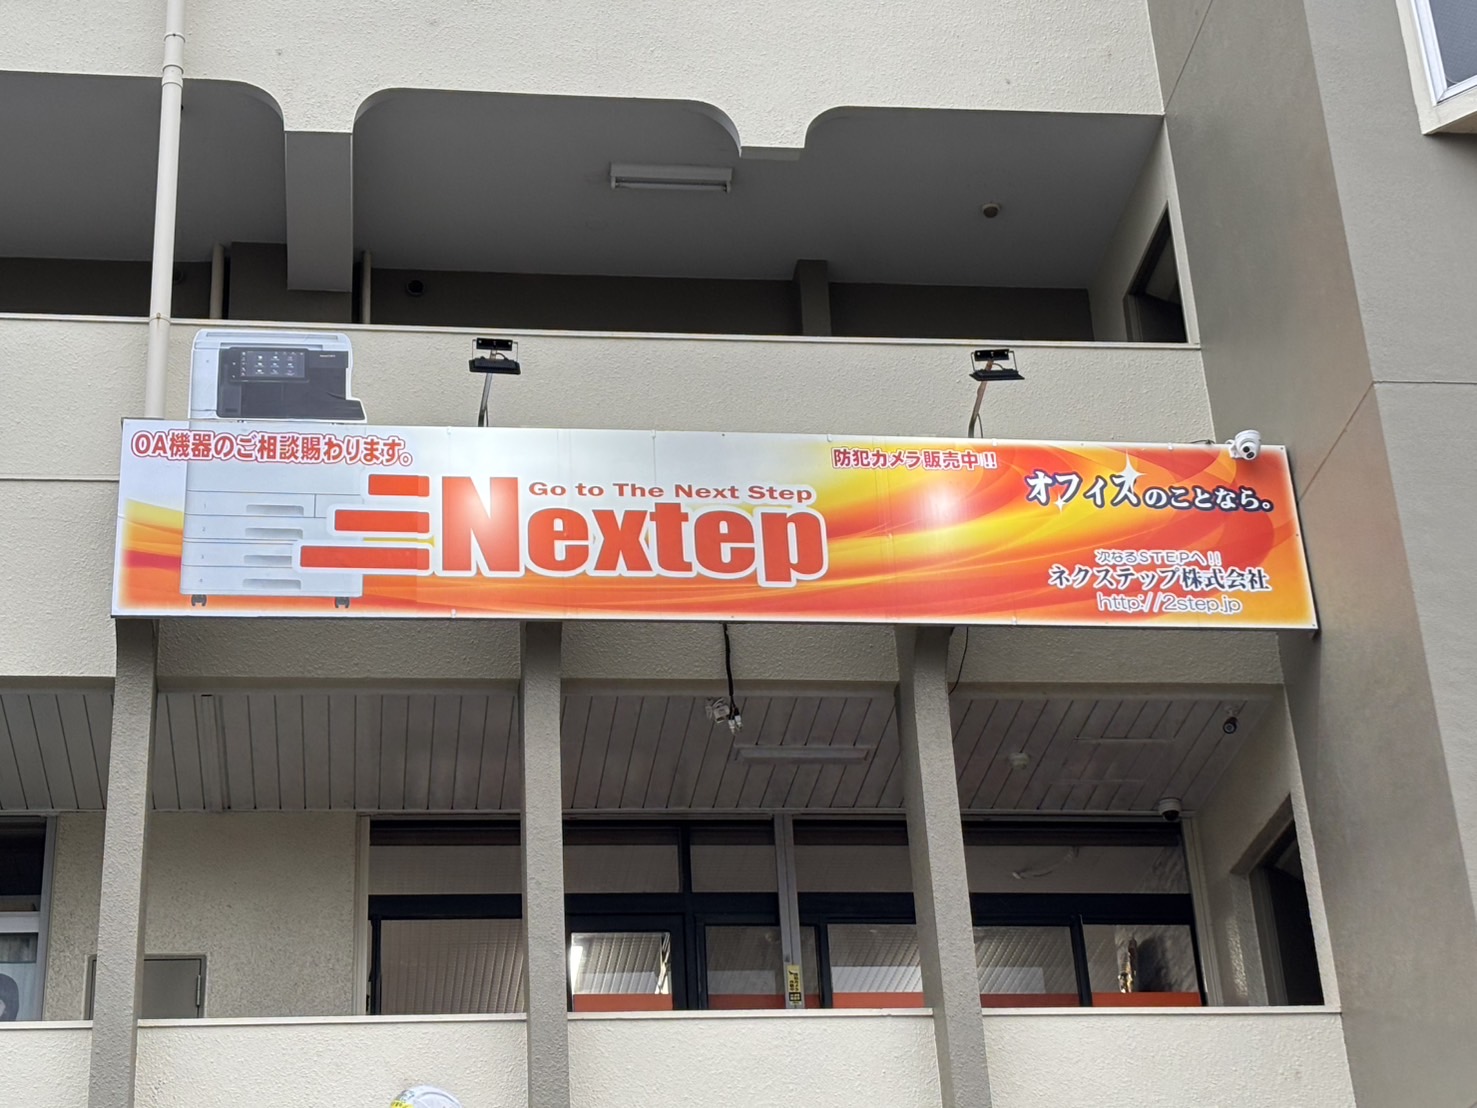 OA機器のご相談賜わります。
Go to The Next Step
Nextep
防犯カメラ販売中!!
オフィスのことなら。
次なるSTEPへ!!
ネクステップ株式会社
http://2step.jp